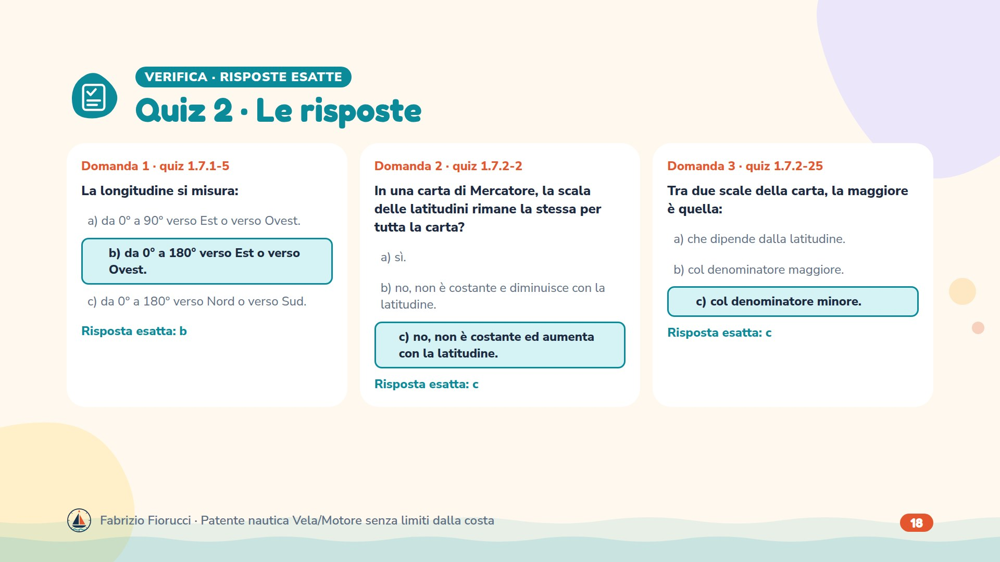 VERIFICA · RISPOSTE ESATTE
Quiz 2 · Le risposte
Domanda 1 · quiz 1.7.1-5
La longitudine si misura:
a) da 0° a 90° verso Est o verso Ovest.
b) da 0° a 180° verso Est o verso
Ovest.
c) da 0° a 180° verso Nord o verso Sud.
Risposta esatta: b
Domanda 2 · quiz 1.7.2-2
In una carta di Mercatore, la scala
delle latitudini rimane la stessa per
tutta la carta?
a) sì.
b) no, non è costante e diminuisce con la
latitudine.
c) no, non è costante ed aumenta
con la latitudine.
Risposta esatta: c
Domanda 3 · quiz 1.7.2-25
Tra due scale della carta, la maggiore
è quella:
a) che dipende dalla latitudine.
b) col denominatore maggiore.
c) col denominatore minore.
Risposta esatta: c
Fabrizio Fiorucci · Patente nautica Vela/Motore senza limiti dalla costa
18